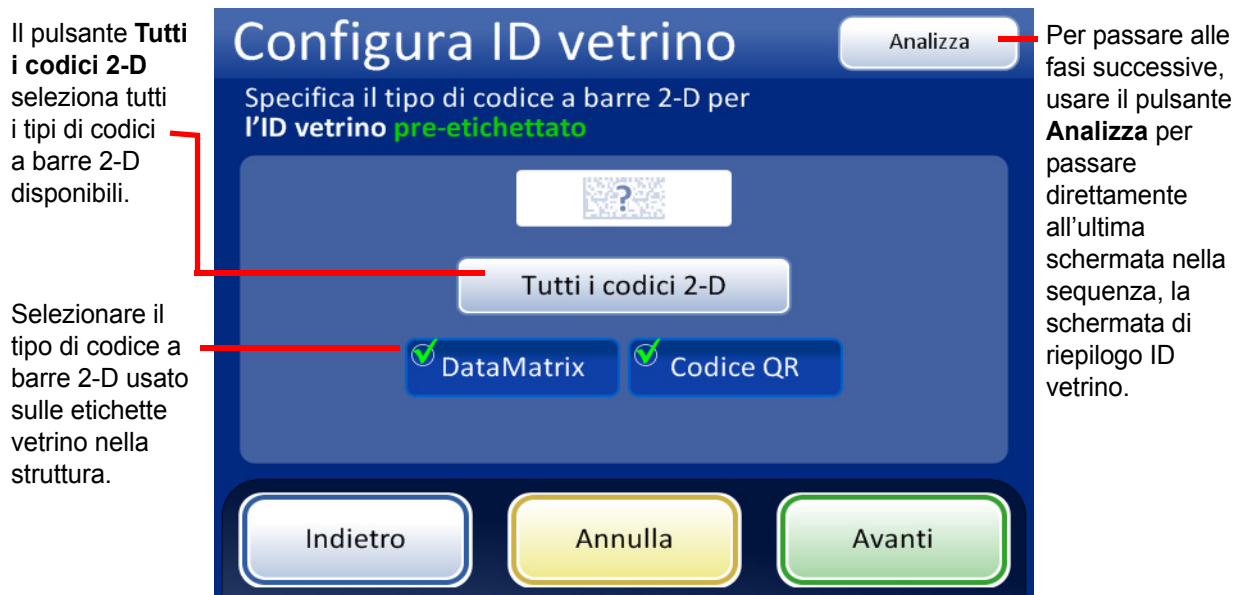 Il pulsante Tutti
i codici 2-D
seleziona tutti
i tipi di codici
a barre 2-D
disponibili.
Selezionare il
tipo di codice a
barre 2-D usato
sulle etichette
vetrino nella
struttura.
Configura ID vetrino
Analizza
Specifica il tipo di codice a barre 2-D per
l'ID vetrino pre-etichettato
?
Tutti i codici 2-D
DataMatrix
Codice QR
Indietro
Annulla
Avanti
Per passare alle
fasi successive,
usare il pulsante
Analizza per
passare
direttamente
all'ultima
schermata nella
sequenza, la
schermata di
riepilogo ID
vetrino.